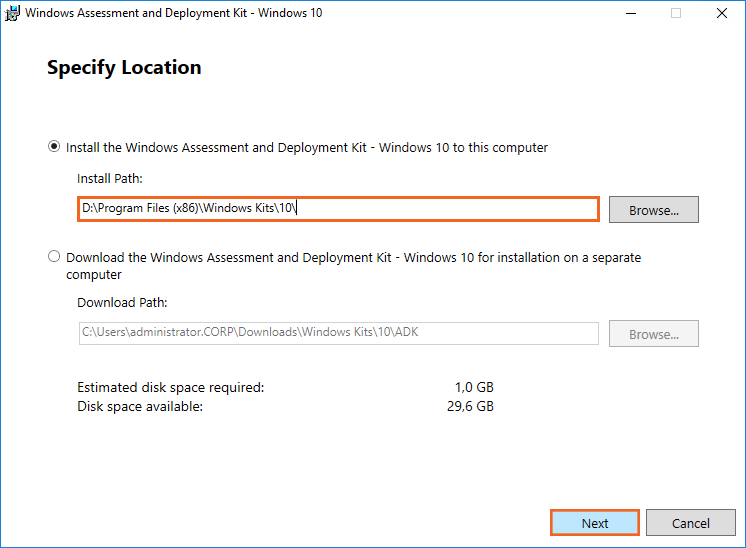 Windows Assessment and Deployment Kit - Windows 10
Specify Location
Install the Windows Assessment and Deployment Kit - Windows 10 to this computer
Install Path:
D:\Program Files (x86)\Windows Kits\10\
Browse...
Download the Windows Assessment and Deployment Kit - Windows 10 for installation on a separate
computer
Download Path:
C:\Users\administrator.CORP\Downloads\Windows Kits\10\ADK
Browse...
Estimated disk space required: 1,0 GB
Disk space available: 29,6 GB
Next Cancel